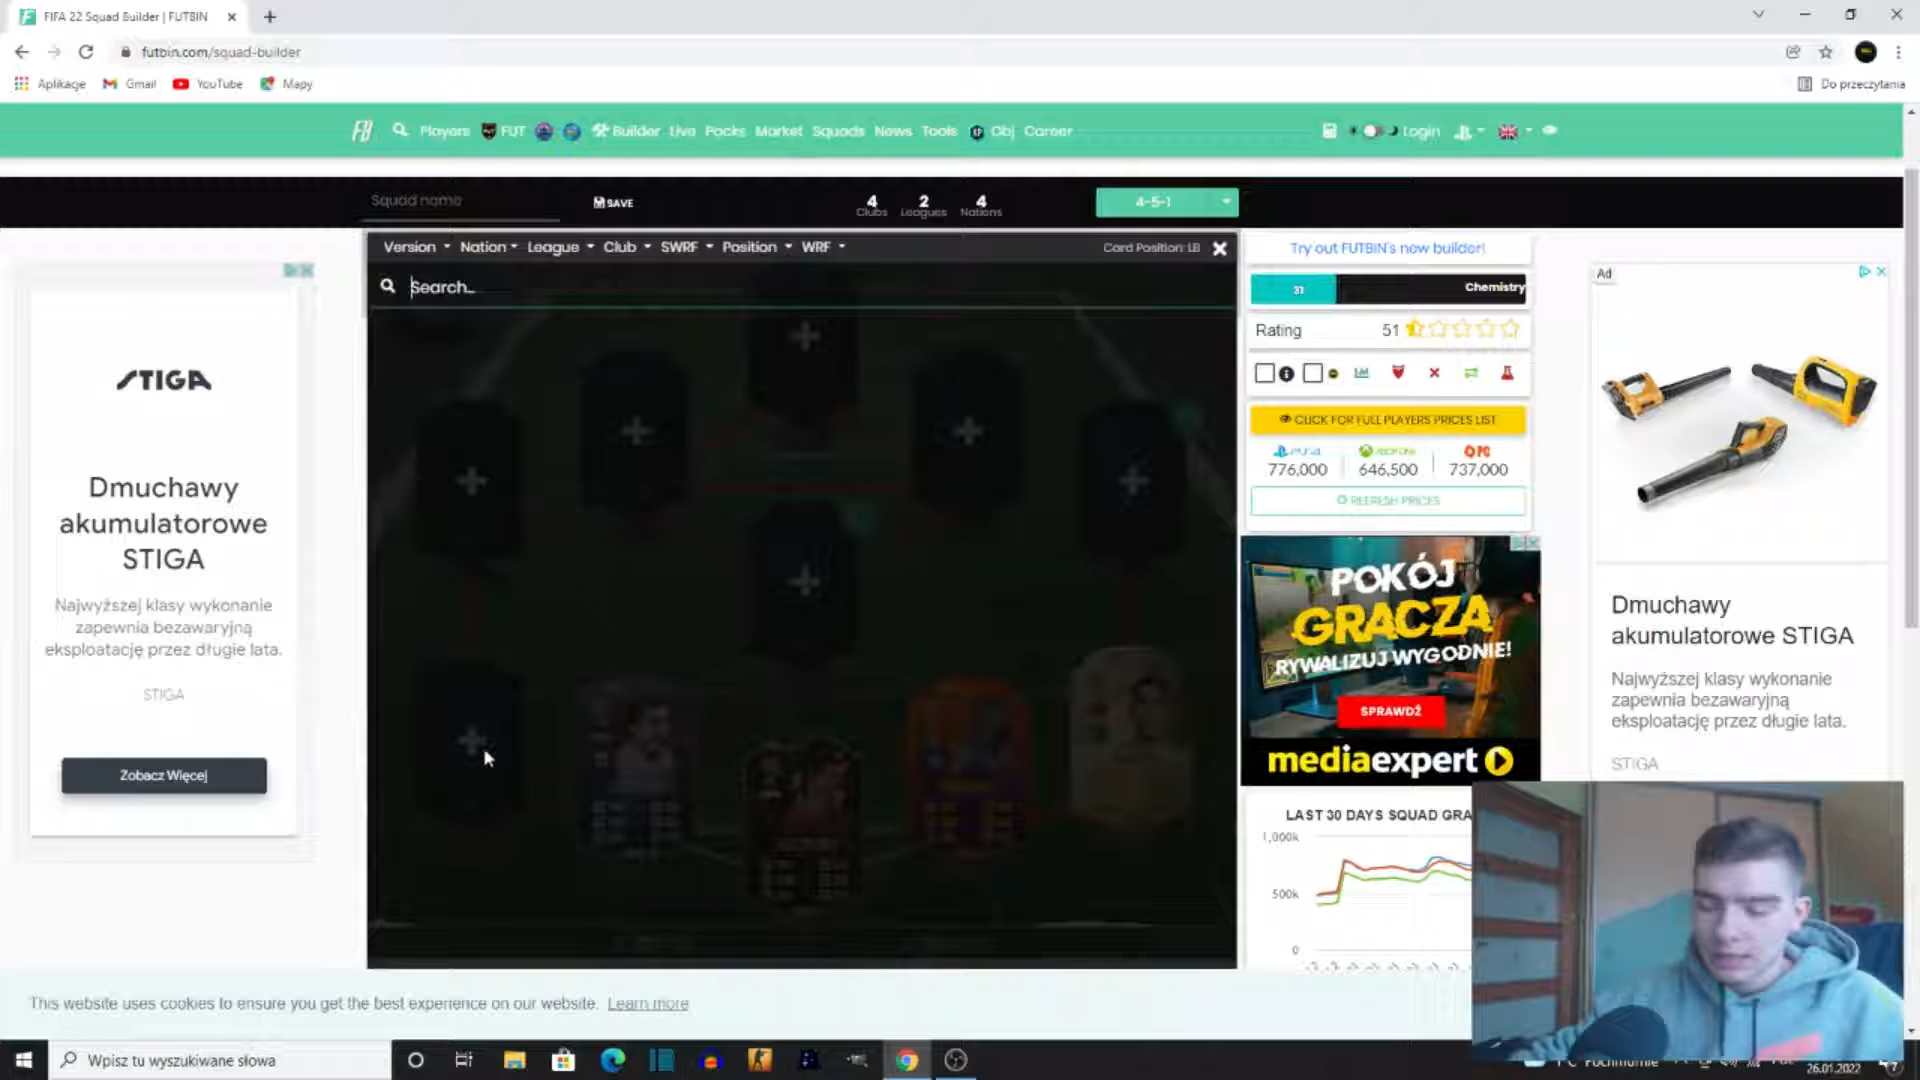 FIFA 22 Squad Builder | FUTBIN
futbin.com/squad-builder
Aplikacje Gmail YouTube Mapy Do przeczytania
Players FUT Builder Live Packs Market Squads News Tools Obj Career Login
Squad name SAVE 4 2 4 4-5-1
Clubs Leagues Nations
Version Nation League Club SWRF Position WRF Card Position: LB
Search...
Try out FUTBIN's new builder!
31 Chemistry
Rating 51
CLICK FOR FULL PLAYERS PRICES LIST
PS4 XBOX ONE PC
776,000 646,500 737,000
REFRESH PRICES
STIGA
Dmuchawy
akumulatorowe
STIGA
Najwyższej klasy wykonanie
zapewnia bezawaryjną
eksploatację przez długie lata.
STIGA
Zobacz Więcej
POKÓJ
GRACZA
RYWALIZUJ WYGODNIE!
SPRAWDŹ
mediaexpert
LAST 30 DAYS SQUAD GRA
1,000k
500k
0
Ad
Dmuchawy
akumulatorowe STIGA
Najwyższej klasy wykonanie
zapewnia bezawaryjną
eksploatację przez długie lata.
STIGA
This website uses cookies to ensure you get the best experience on our website. Learn more
Wpisz tu wyszukiwane słowa
Pochmurnie
26.01.2022